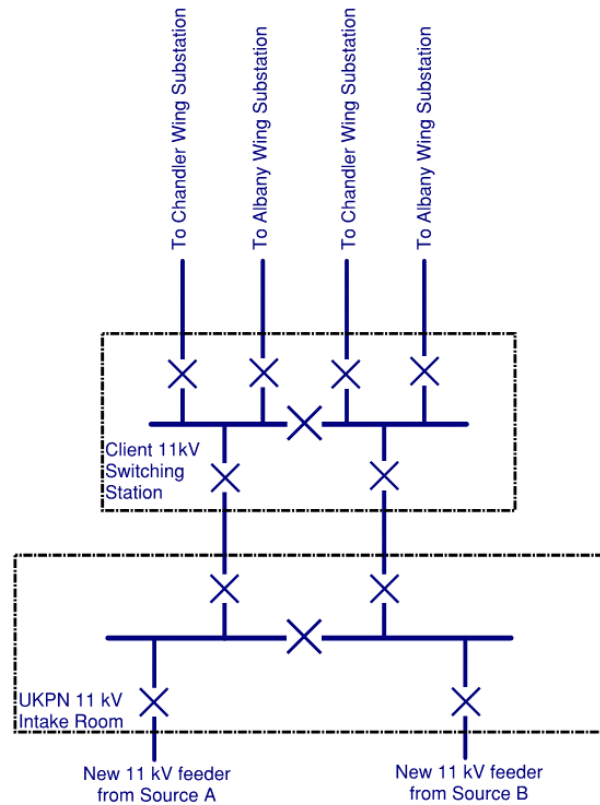 To Chandler Wing Substation
To Albany Wing Substation
To Chandler Wing Substation
To Albany Wing Substation
Client 11kV
Switching
Station
UKPN 11 kV
Intake Room
New 11 kV feeder
from Source A
New 11 kV feeder
from Source B